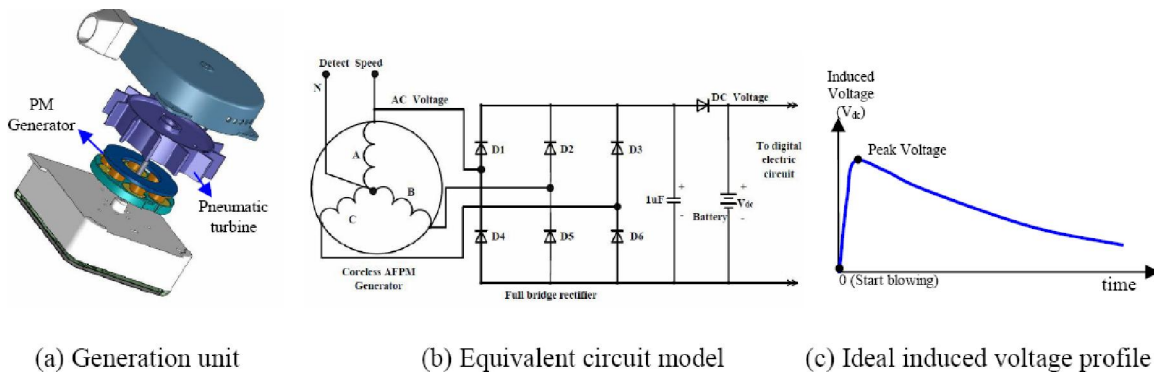 PM
Generator
Pneumatic
turbine
(a) Generation unit
Detect Speed
N
AC Voltage
DC Voltage
A
B
C
D1
D2
D3
D4
D5
D6
1uF
+
-
Battery
+
Vdc
-
To digital
electric
circuit
Coreless AFPM
Generator
Full bridge rectifier
(b) Equivalent circuit model
Induced
Voltage
(Vdc)
Peak Voltage
0 (Start blowing)
time
(c) Ideal induced voltage profile